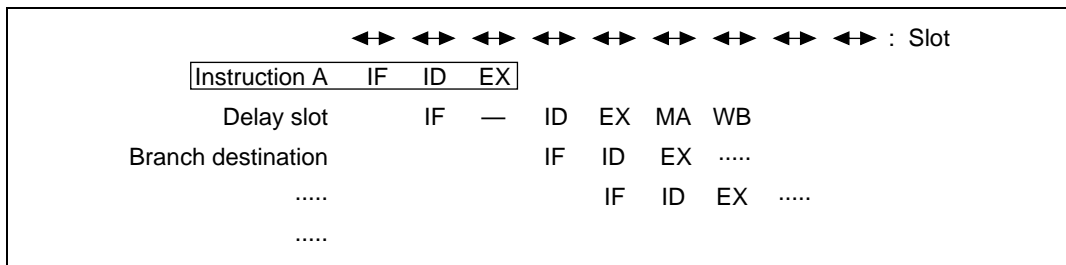 : Slot
Instruction A IF ID EX
Delay slot IF — ID EX MA WB
Branch destination IF ID EX .....
..... IF ID EX .....
.....